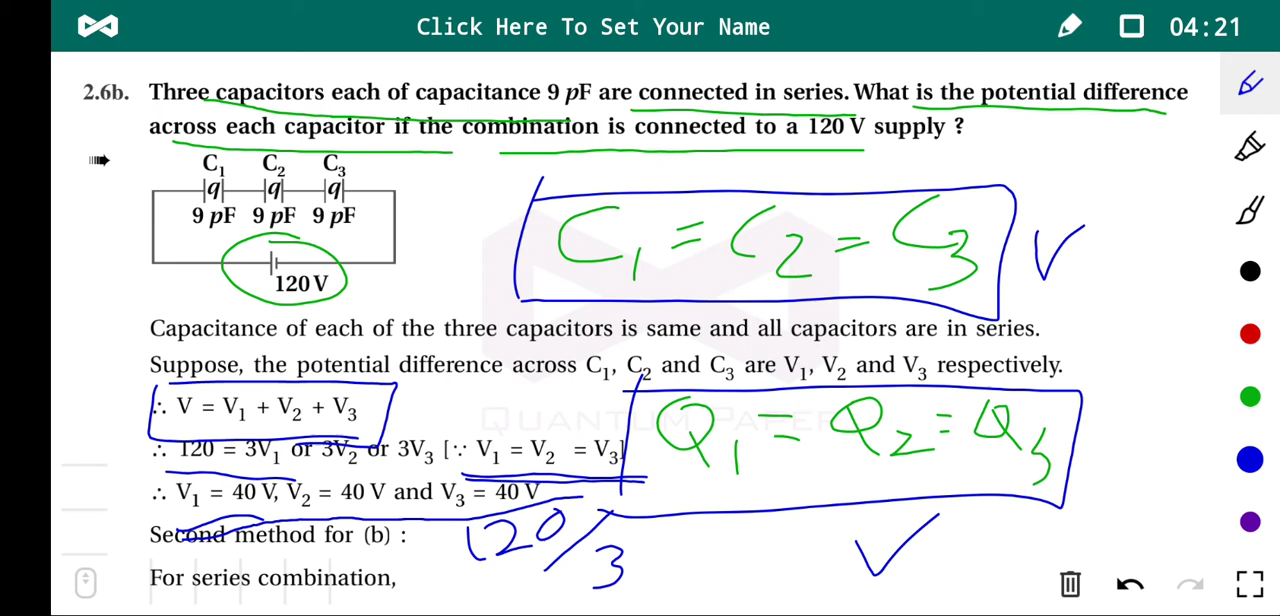 Click Here To Set Your Name
04:21
2.6b. Three capacitors each of capacitance 9 pF are connected in series. What is the potential difference
across each capacitor if the combination is connected to a 120 V supply ?
C₁ C₂ C₃
q q q
9 pF 9 pF 9 pF
120 V
C₁ = C₂ = C₃
Capacitance of each of the three capacitors is same and all capacitors are in series.
Suppose, the potential difference across C₁, C₂ and C₃ are V₁, V₂ and V₃ respectively.
∴ V = V₁ + V₂ + V₃
Q₁ = Q₂ = Q₃
∴ 120 = 3V₁ or 3V₂ or 3V₃ [∵ V₁ = V₂ = V₃]
∴ V₁ = 40 V, V₂ = 40 V and V₃ = 40 V
120/3
Second method for (b) :
For series combination,